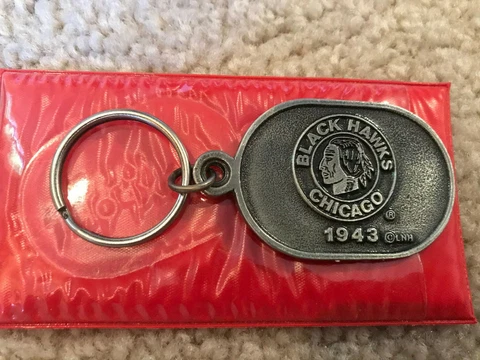 BLACK HAWKS
CHICAGO
®
1943 ©LNH